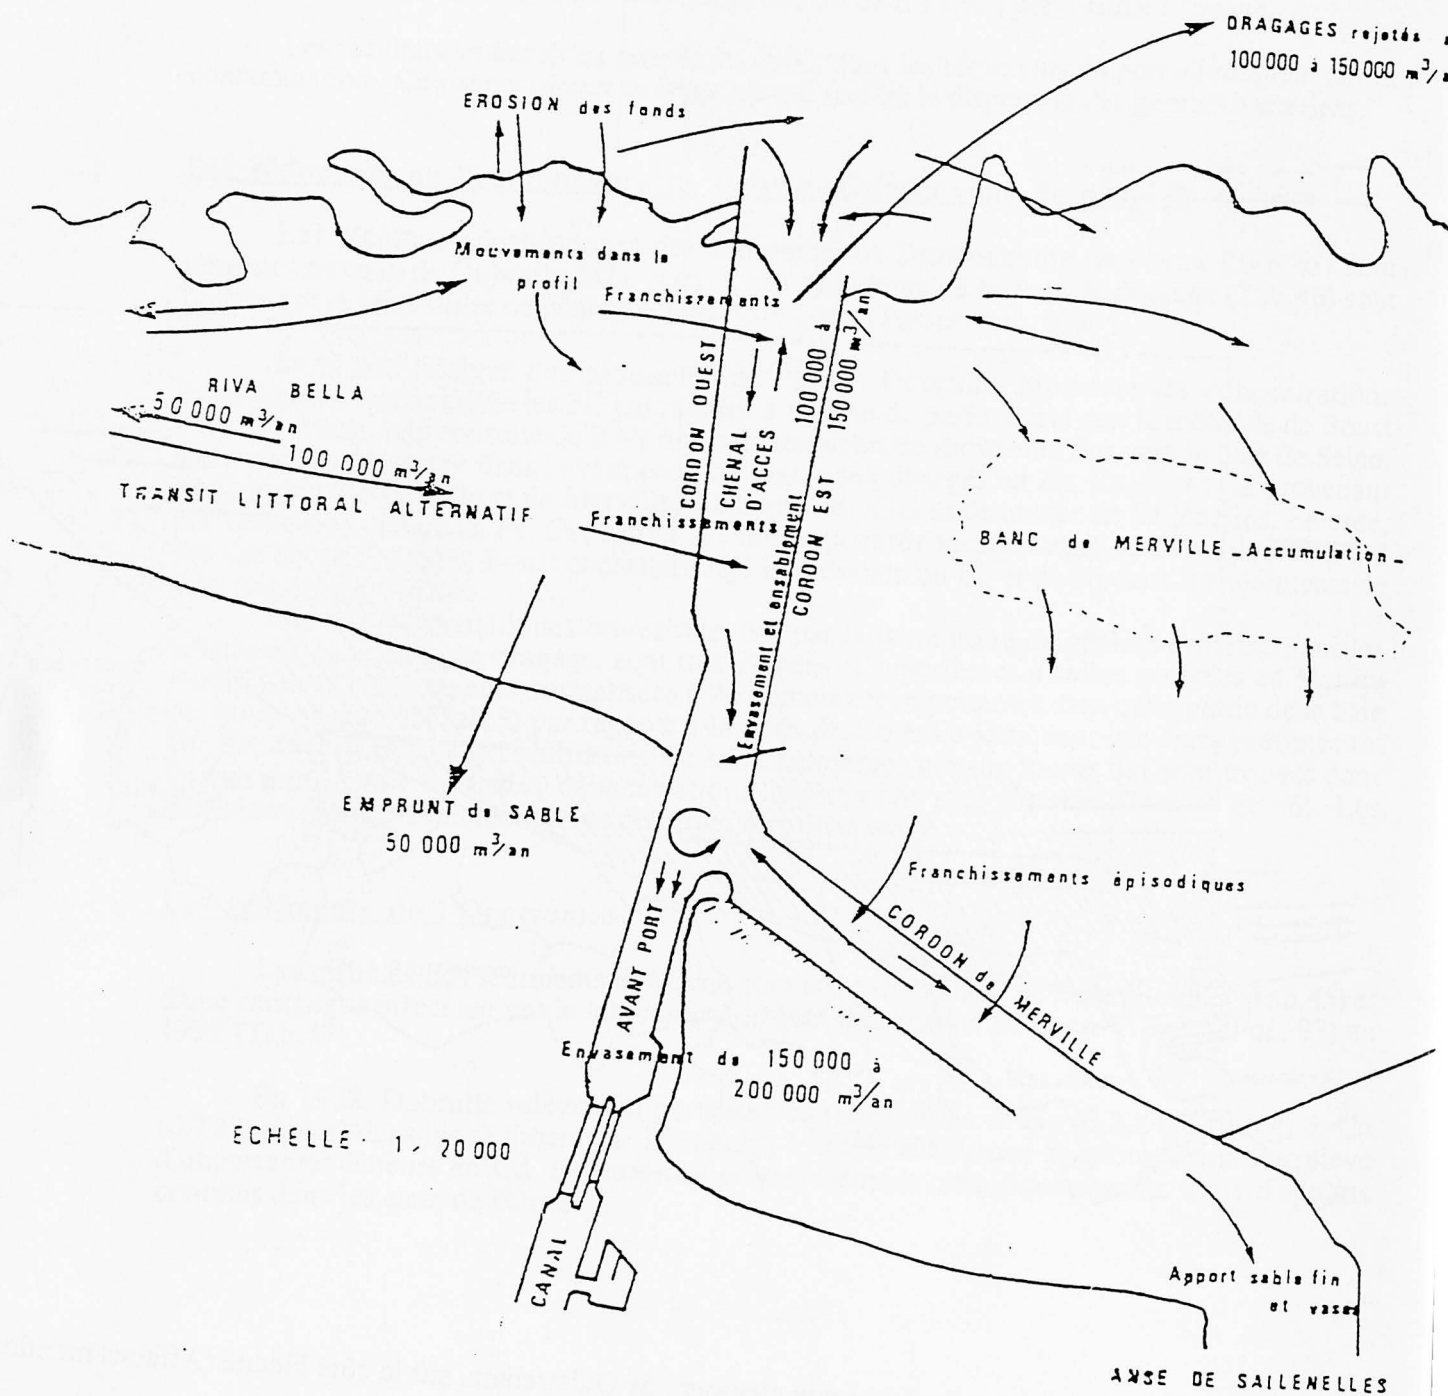 DRAGAGES rejetés
100 000 à 150 000 m³/
EROSION des fonds
Mouvements dans le
profil
Franchissements
RIVA BELLA
50 000 m³/an
100 000 m³/an
TRANSIT LITTORAL ALTERNATIF
CORDON OUEST
CHENAL
D'ACCES
Envasement et ensablement 100 000 à
150 000 m³/an
CORDON EST
Franchissements
BANC de MERVILLE - Accumulation -
EMPRUNT de SABLE
50 000 m³/an
Franchissements épisodiques
CORDON de MERVILLE
AVANT PORT
Envasement de 150 000 à
200 000 m³/an
ECHELLE 1/20 000
CANAL
Apport sable fin
et vases
ANSE DE SALLENELLES